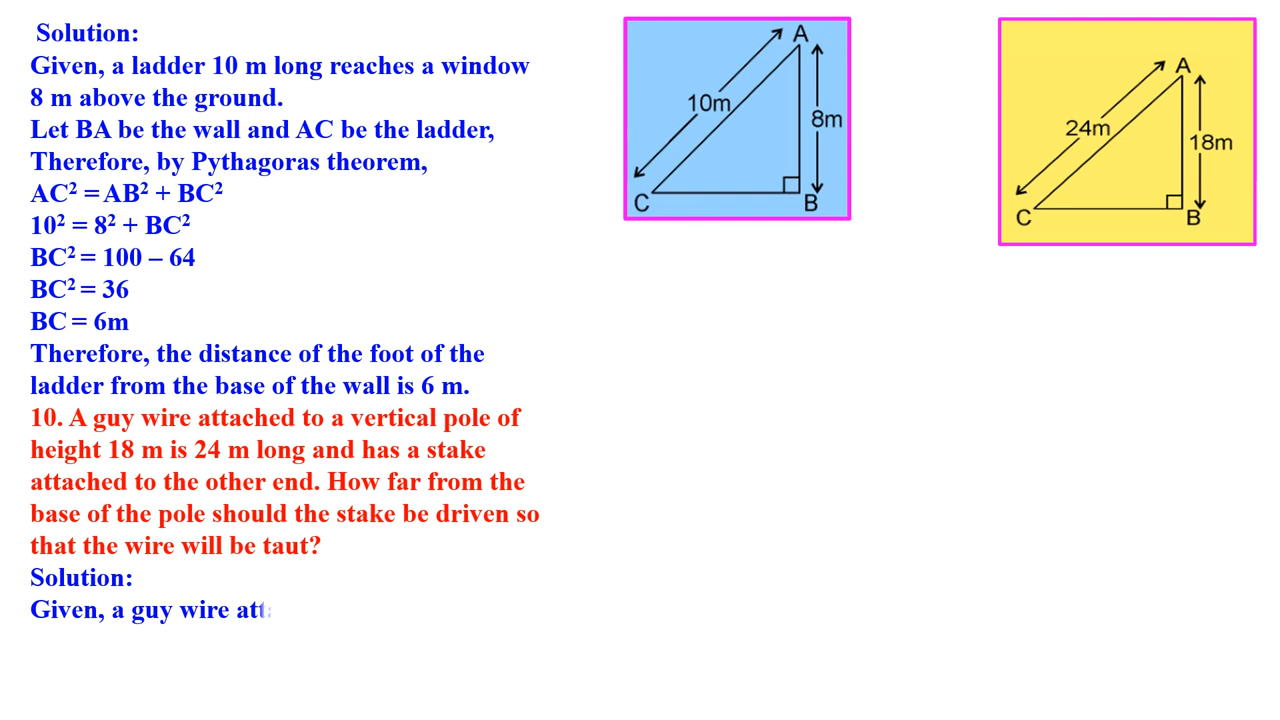 Solution:
Given, a ladder 10 m long reaches a window
8 m above the ground.
Let BA be the wall and AC be the ladder,
Therefore, by Pythagoras theorem,
AC² = AB² + BC²
10² = 8² + BC²
BC² = 100 – 64
BC² = 36
BC = 6m
Therefore, the distance of the foot of the
ladder from the base of the wall is 6 m.
10. A guy wire attached to a vertical pole of
height 18 m is 24 m long and has a stake
attached to the other end. How far from the
base of the pole should the stake be driven so
that the wire will be taut?
Solution:
Given, a guy wire att
A
10m
8m
C
B
A
24m
18m
C
B